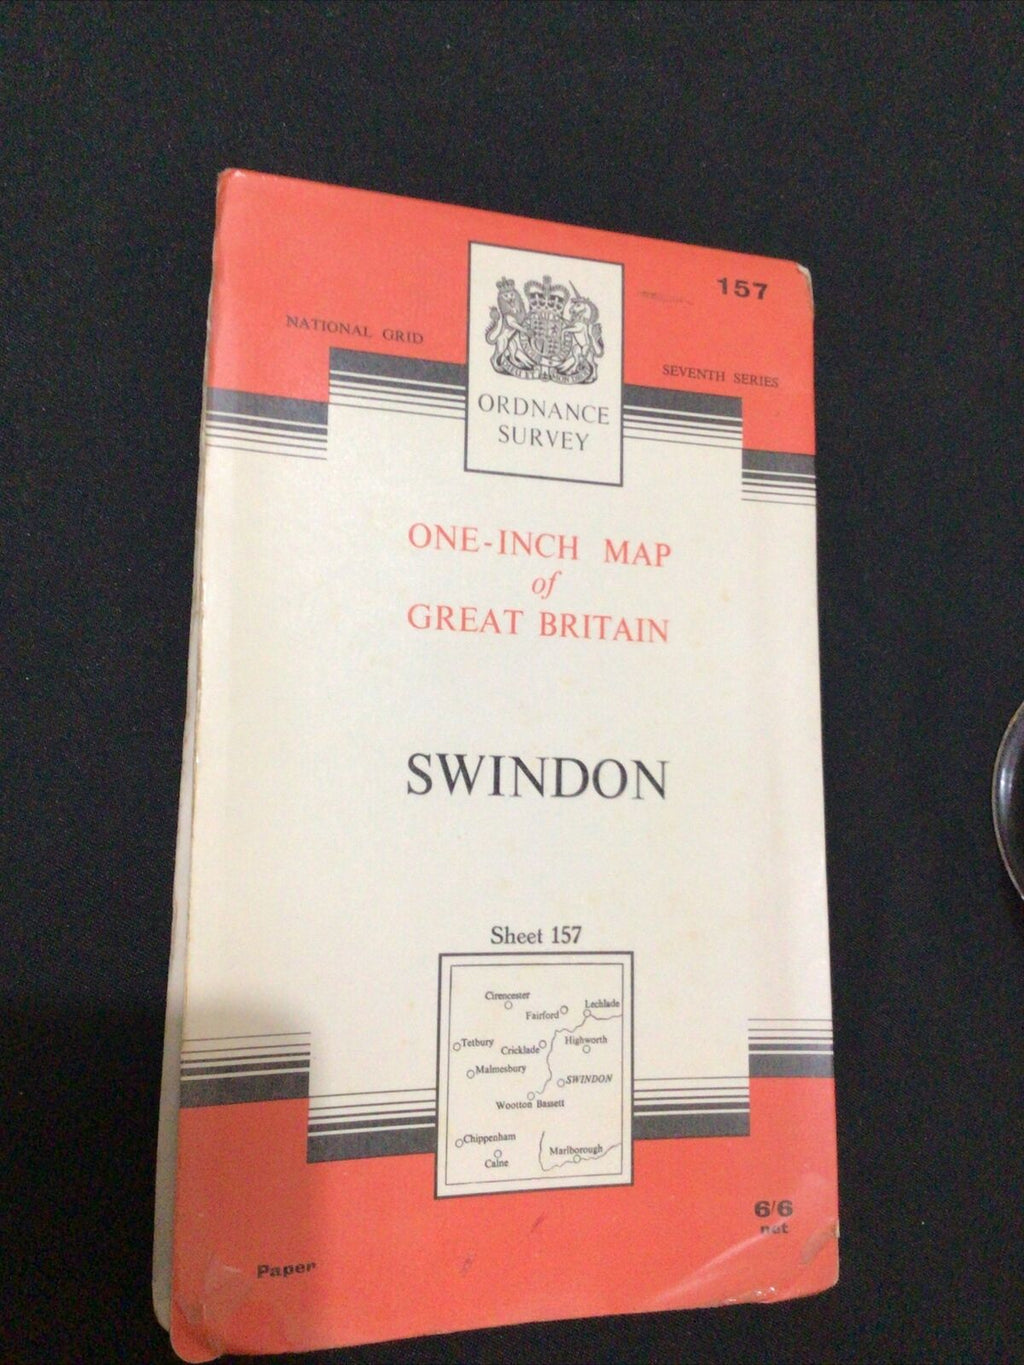 157
NATIONAL GRID
SEVENTH SERIES
ORDNANCE
SURVEY
ONE-INCH MAP
of
GREAT BRITAIN
SWINDON
Sheet 157
Cirencester
Lechlade
Fairford
Tetbury
Cricklade
Highworth
Malmesbury
SWINDON
Wootton Bassett
Chippenham
Marlborough
Calne
6/6
net
Paper